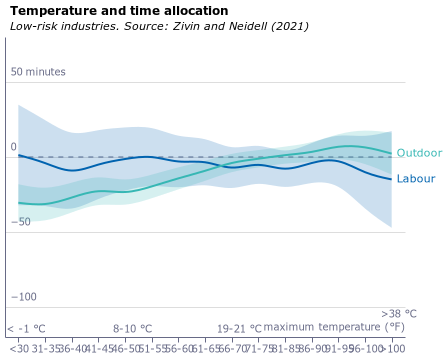 Temperature and time allocation
Low-risk industries. Source: Zivin and Neidell (2021)
50 minutes
0
Outdoor
Labour
−50
−100
>38 °C
< -1 °C 8-10 °C 19-21 °C maximum temperature (°F)
<30 31-35 36-40 41-45 46-50 51-55 56-60 61-65 66-70 71-75 81-85 86-90 91-95 96-100 >100